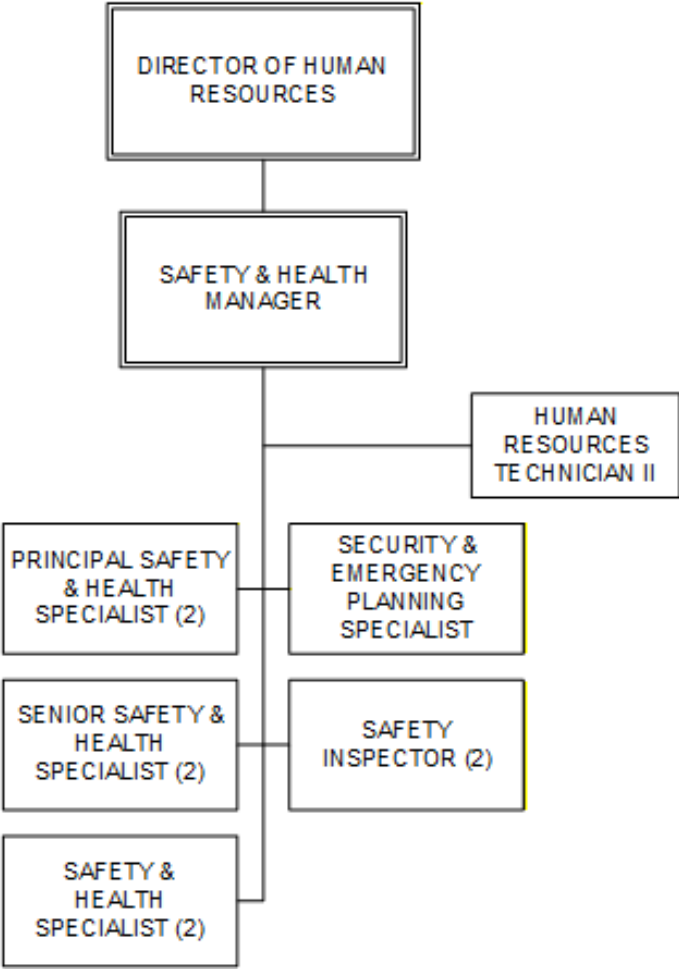 DIRECTOR OF HUMAN
RESOURCES
SAFETY & HEALTH
MANAGER
HUMAN
RESOURCES
TECHNICIAN II
PRINCIPAL SAFETY
& HEALTH
SPECIALIST (2)
SECURITY &
EMERGENCY
PLANNING
SPECIALIST
SENIOR SAFETY &
HEALTH
SPECIALIST (2)
SAFETY
INSPECTOR (2)
SAFETY &
HEALTH
SPECIALIST (2)